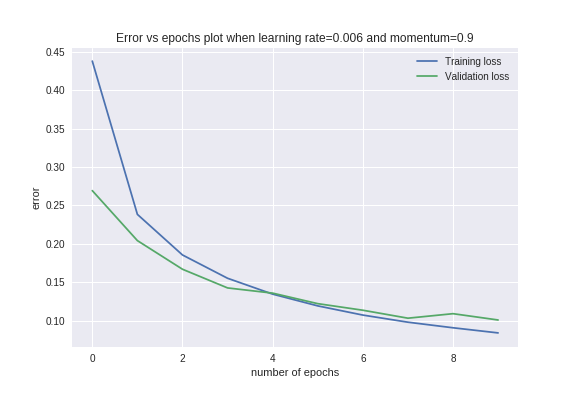 Error vs epochs plot when learning rate=0.006 and momentum=0.9
Training loss
Validation loss
0.45
0.40
0.35
0.30
0.25
0.20
0.15
0.10
error
0 2 4 6 8
number of epochs